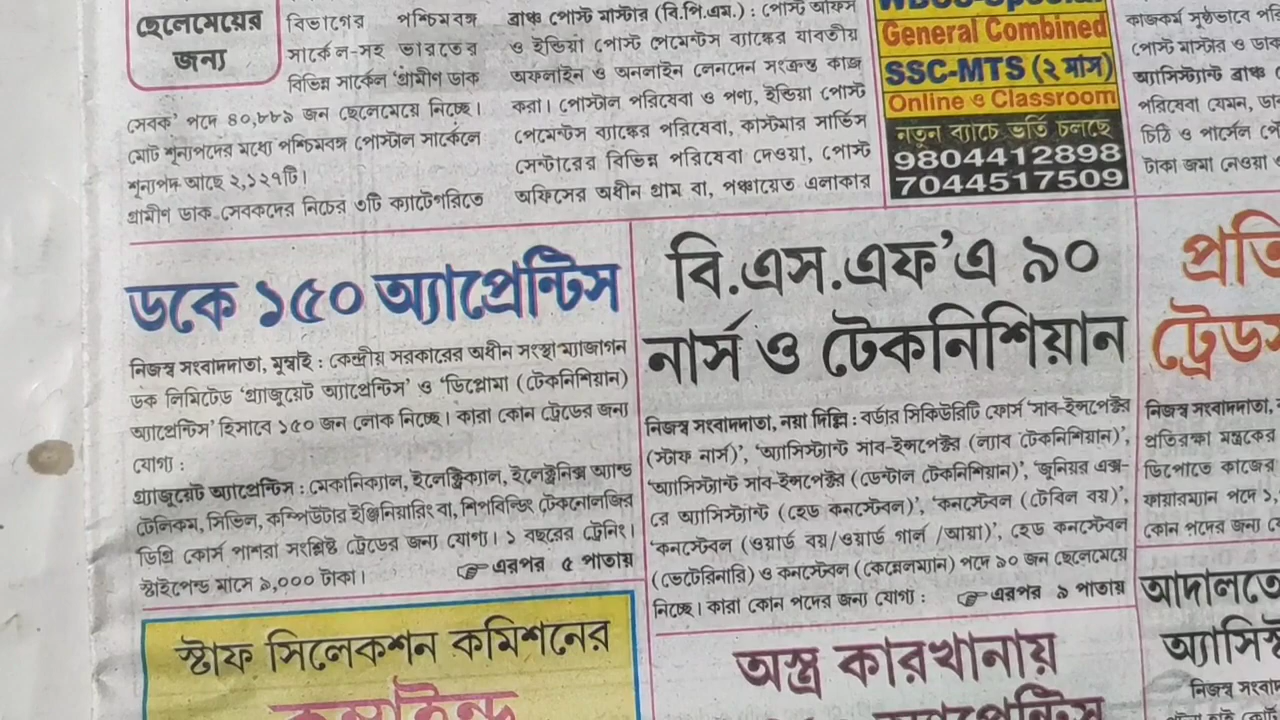 ছেলেমেয়ের
জন্য
বিভাগের পশ্চিমবঙ্গ
সার্কেল-সহ ভারতের
বিভিন্ন সার্কেল 'গ্রামীণ ডাক
সেবক' পদে ৪০,৮৮৯ জন ছেলেমেয়ে নিচ্ছে।
মোট শূন্যপদের মধ্যে পশ্চিমবঙ্গ পোস্টাল সার্কেলে
শূন্যপদ আছে ২,১২৭টি।
গ্রামীণ ডাক সেবকদের নিচের ৩টি ক্যাটেগরিতে
ব্রাঞ্চ পোস্ট মাস্টার (বি.পি.এম.) : পোস্ট অফিস
ও ইন্ডিয়া পোস্ট পেমেন্টস ব্যাঙ্কের যাবতীয়
অফলাইন ও অনলাইন লেনদেন সংক্রান্ত কাজ
করা। পোস্টাল পরিষেবা ও পণ্য, ইন্ডিয়া পোস্ট
পেমেন্টস ব্যাঙ্কের পরিষেবা, কাস্টমার সার্ভিস
সেন্টারের বিভিন্ন পরিষেবা দেওয়া, পোস্ট
অফিসের অধীন গ্রাম বা, পঞ্চায়েত এলাকার
General Combined
SSC-MTS (২ মাস)
Online ও Classroom
নতুন ব্যাচে ভর্তি চলছে
9804412898
7044517509
কাজকর্ম সুষ্ঠভাবে
পোস্ট মাস্টার ও
অ্যাসিস্ট্যান্ট ব্রাঞ্চ
পরিষেবা যেমন,
চিঠি ও পার্সেল
টাকা জমা নেওয়া
ডকে ১৫০ অ্যাপ্রেন্টিস
নিজস্ব সংবাদদাতা, মুম্বাই : কেন্দ্রীয় সরকারের অধীন সংস্থা ম্যাজাগন
ডক লিমিটেড 'গ্র্যাজুয়েট অ্যাপ্রেন্টিস' ও 'ডিপ্লোমা (টেকনিশিয়ান)
অ্যাপ্রেন্টিস' হিসাবে ১৫০ জন লোক নিচ্ছে। কারা কোন ট্রেডের জন্য
যোগ্য :
গ্র্যাজুয়েট অ্যাপ্রেন্টিস : মেকানিক্যাল, ইলেক্ট্রিক্যাল, ইলেক্ট্রনিক্স অ্যান্ড
টেলিকম, সিভিল, কম্পিউটার ইঞ্জিনিয়ারিং বা, শিপবিল্ডিং টেকনোলজির
ডিগ্রি কোর্স পাশরা সংশ্লিষ্ট ট্রেডের জন্য যোগ্য। ১ বছরের ট্রেনিং।
স্টাইপেন্ড মাসে ৯,০০০ টাকা। এরপর ৫ পাতায়
স্টাফ সিলেকশন কমিশনের
বি.এস.এফ'এ ৯০
নার্স ও টেকনিশিয়ান
নিজস্ব সংবাদদাতা, নয়া দিল্লি : বর্ডার সিকিউরিটি ফোর্স 'সাব-ইন্সপেক্টর
(স্টাফ নার্স)', 'অ্যাসিস্ট্যান্ট সাব-ইন্সপেক্টর (ল্যাব টেকনিশিয়ান)',
'অ্যাসিস্ট্যান্ট সাব-ইন্সপেক্টর (ডেন্টাল টেকনিশিয়ান)', 'জুনিয়র এক্স-
রে অ্যাসিস্ট্যান্ট (হেড কনস্টেবল)', 'কনস্টেবল (টেবিল বয়)',
'কনস্টেবল (ওয়ার্ড বয়/ওয়ার্ড গার্ল /আয়া)', হেড কনস্টেবল
(ভেটেরিনারি) ও কনস্টেবল (কেন্নেলম্যান) পদে ৯০ জন ছেলেমেয়ে
নিচ্ছে। কারা কোন পদের জন্য যোগ্য : এরপর ৯ পাতায়
অস্ত্র কারখানায়
নিজস্ব সংবাদদাতা,
প্রতিরক্ষা মন্ত্রকের
ডিপোতে কাজের
ফায়ারম্যান পদে
কোন পদের জন্য